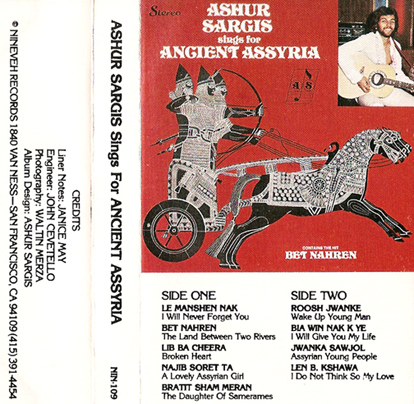 Stereo
ASHUR
SARGIS
sings for
ANCIENT ASSYRIA
A S
CONTAINS THE HIT
BET NAHREN
SIDE ONE
LE MANSHEN NAK
I Will Never Forget You
BET NAHREN
The Land Between Two Rivers
LIB BA CHEERA
Broken Heart
NAJIB SORET TA
A Lovely Assyrian Girl
BRATIT SHAM MERAN
The Daughter Of Samerames
SIDE TWO
ROOSH JWANKE
Wake Up Young Man
BIA WIN NAK K YE
I Will Give You My Life
JWANKA SAWJOL
Assyrian Young People
LEN B. KSHAWA
I Do Not Think So My Love
ASHUR SARGIS Sings For ANCIENT ASSYRIA
NIN-109
CREDITS
Liner Notes: JANICE MAY
Engineer: JOHN CEVETELLO
Photography: WALTIN MERZA
Album Design: ASHUR SARGIS
℗ NINEVEH RECORDS 1840 VAN NESS—SAN FRANCISCO, CA 94109 (415) 391-4454